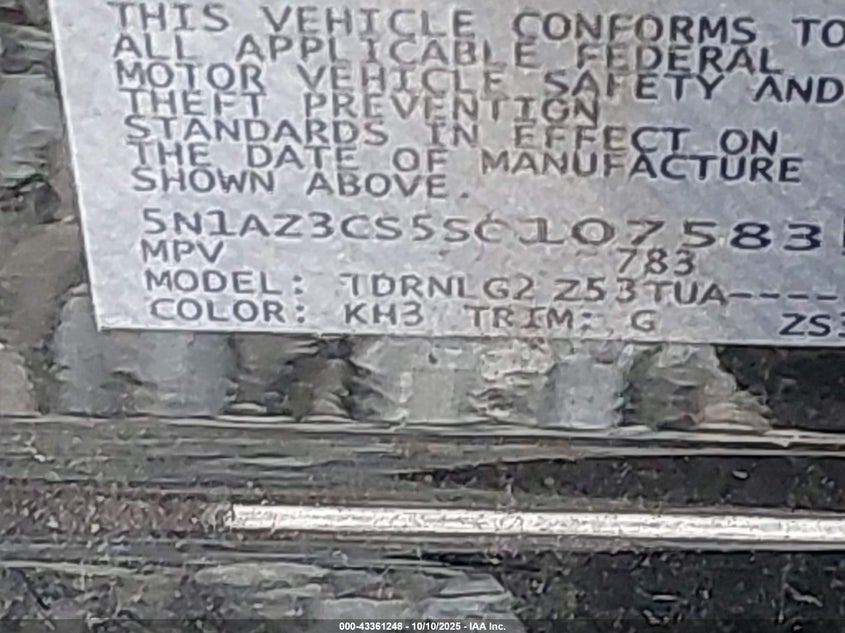 THIS VEHICLE CONFORMS TO
ALL APPLICABLE FEDERAL
MOTOR VEHICLE SAFETY AND
THEFT PREVENTION
STANDARDS IN EFFECT ON
THE DATE OF MANUFACTURE
SHOWN ABOVE.
5N1AZ3CS5SC107583
MPV 783
MODEL: TDRNLG2 Z53TUA----
COLOR: KH3 TRIM: G
000-43361248 - 10/10/2025 - IAA Inc.